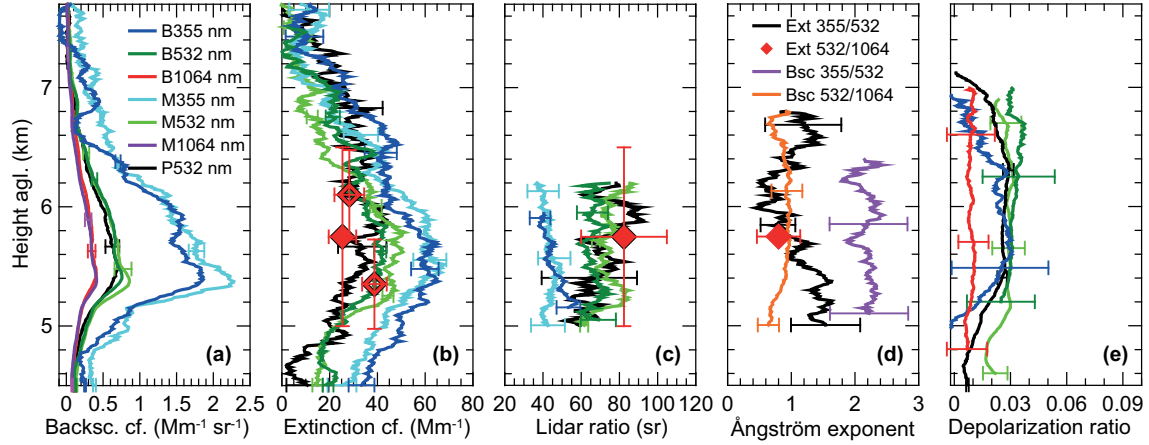 Height agl. (km)
7
6
5
B355 nm
B532 nm
B1064 nm
M355 nm
M532 nm
M1064 nm
P532 nm
(a)
0 0.5 1 1.5 2 2.5
Backsc. cf. (Mm⁻¹ sr⁻¹)
(b)
0 20 40 60 80
Extinction cf. (Mm⁻¹)
(c)
20 40 60 80 100 120
Lidar ratio (sr)
Ext 355/532
Ext 532/1064
Bsc 355/532
Bsc 532/1064
(d)
0 1 2 3
Ångström exponent
(e)
0 0.03 0.06 0.09
Depolarization ratio